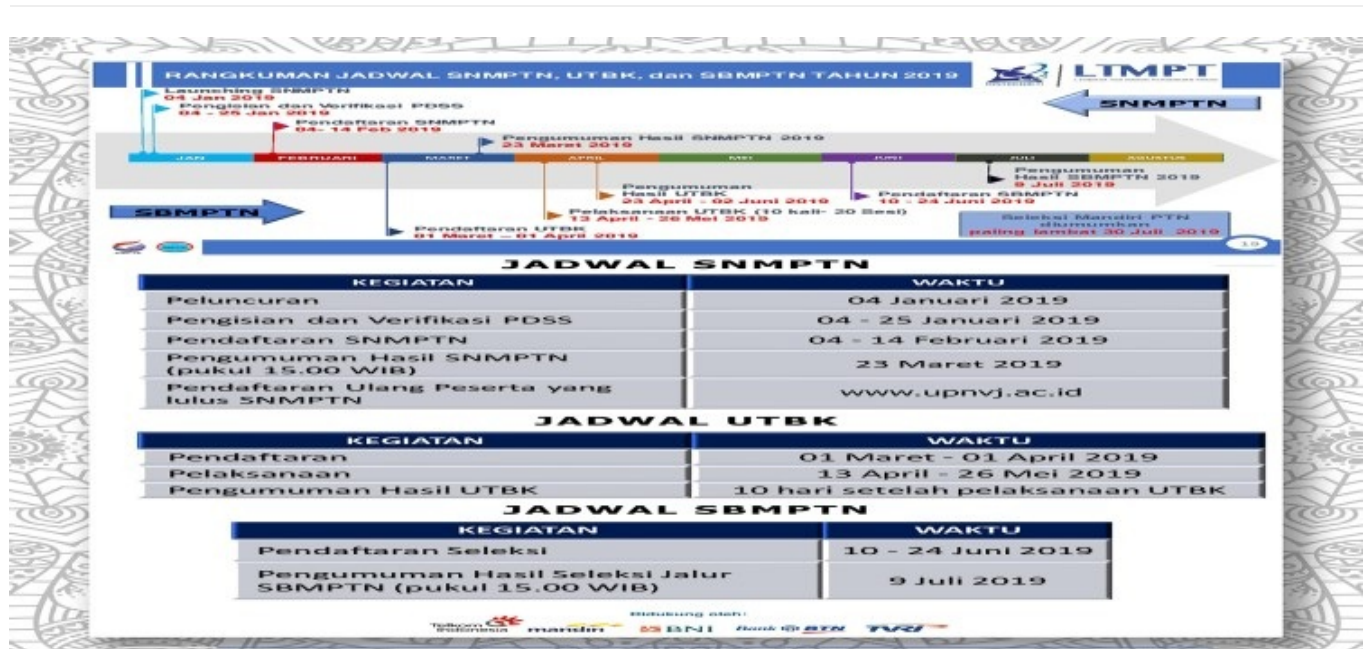 RANGKUMAN JADWAL SNMPTN, UTBK, dan SBMPTN TAHUN 2019
LTMPT
SNMPTN
Launching SNMPTN
04 Jan 2019
Pengisian dan Verifikasi PDSS
04 - 25 Jan 2019
Pendaftaran SNMPTN
04- 14 Feb 2019
Pengumuman Hasil SNMPTN 2019
23 Maret 2019
JAN FEBRUARI MARET APRIL MEI JUNI JULI AGUSTUS
Pengumuman
Hasil SBMPTN 2019
9 Juli 2019
Pengumuman
Hasil UTBK
23 April - 02 Juni 2019
Pendaftaran SBMPTN
10 - 24 Juni 2019
SBMPTN
Pelaksanaan UTBK (10 kali- 20 Sesi)
13 April - 26 Mei 2019
Pendaftaran UTBK
01 Maret – 01 April 2019
Seleksi Mandiri PTN
diumumkan
paling lambat 30 Juli 2019
19
JADWAL SNMPTN
KEGIATAN WAKTU
Peluncuran 04 Januari 2019
Pengisian dan Verifikasi PDSS 04 - 25 Januari 2019
Pendaftaran SNMPTN 04 - 14 Februari 2019
Pengumuman Hasil SNMPTN
(pukul 15.00 WIB) 23 Maret 2019
Pendaftaran Ulang Peserta yang
lulus SNMPTN www.upnvj.ac.id
JADWAL UTBK
KEGIATAN WAKTU
Pendaftaran 01 Maret - 01 April 2019
Pelaksanaan 13 April - 26 Mei 2019
Pengumuman Hasil UTBK 10 hari setelah pelaksanaan UTBK
JADWAL SBMPTN
KEGIATAN WAKTU
Pendaftaran Seleksi 10 - 24 Juni 2019
Pengumuman Hasil Seleksi Jalur
SBMPTN (pukul 15.00 WIB) 9 Juli 2019
Didukung oleh:
Telkom
Indonesia mandiri BNI Bank BTN TVRI